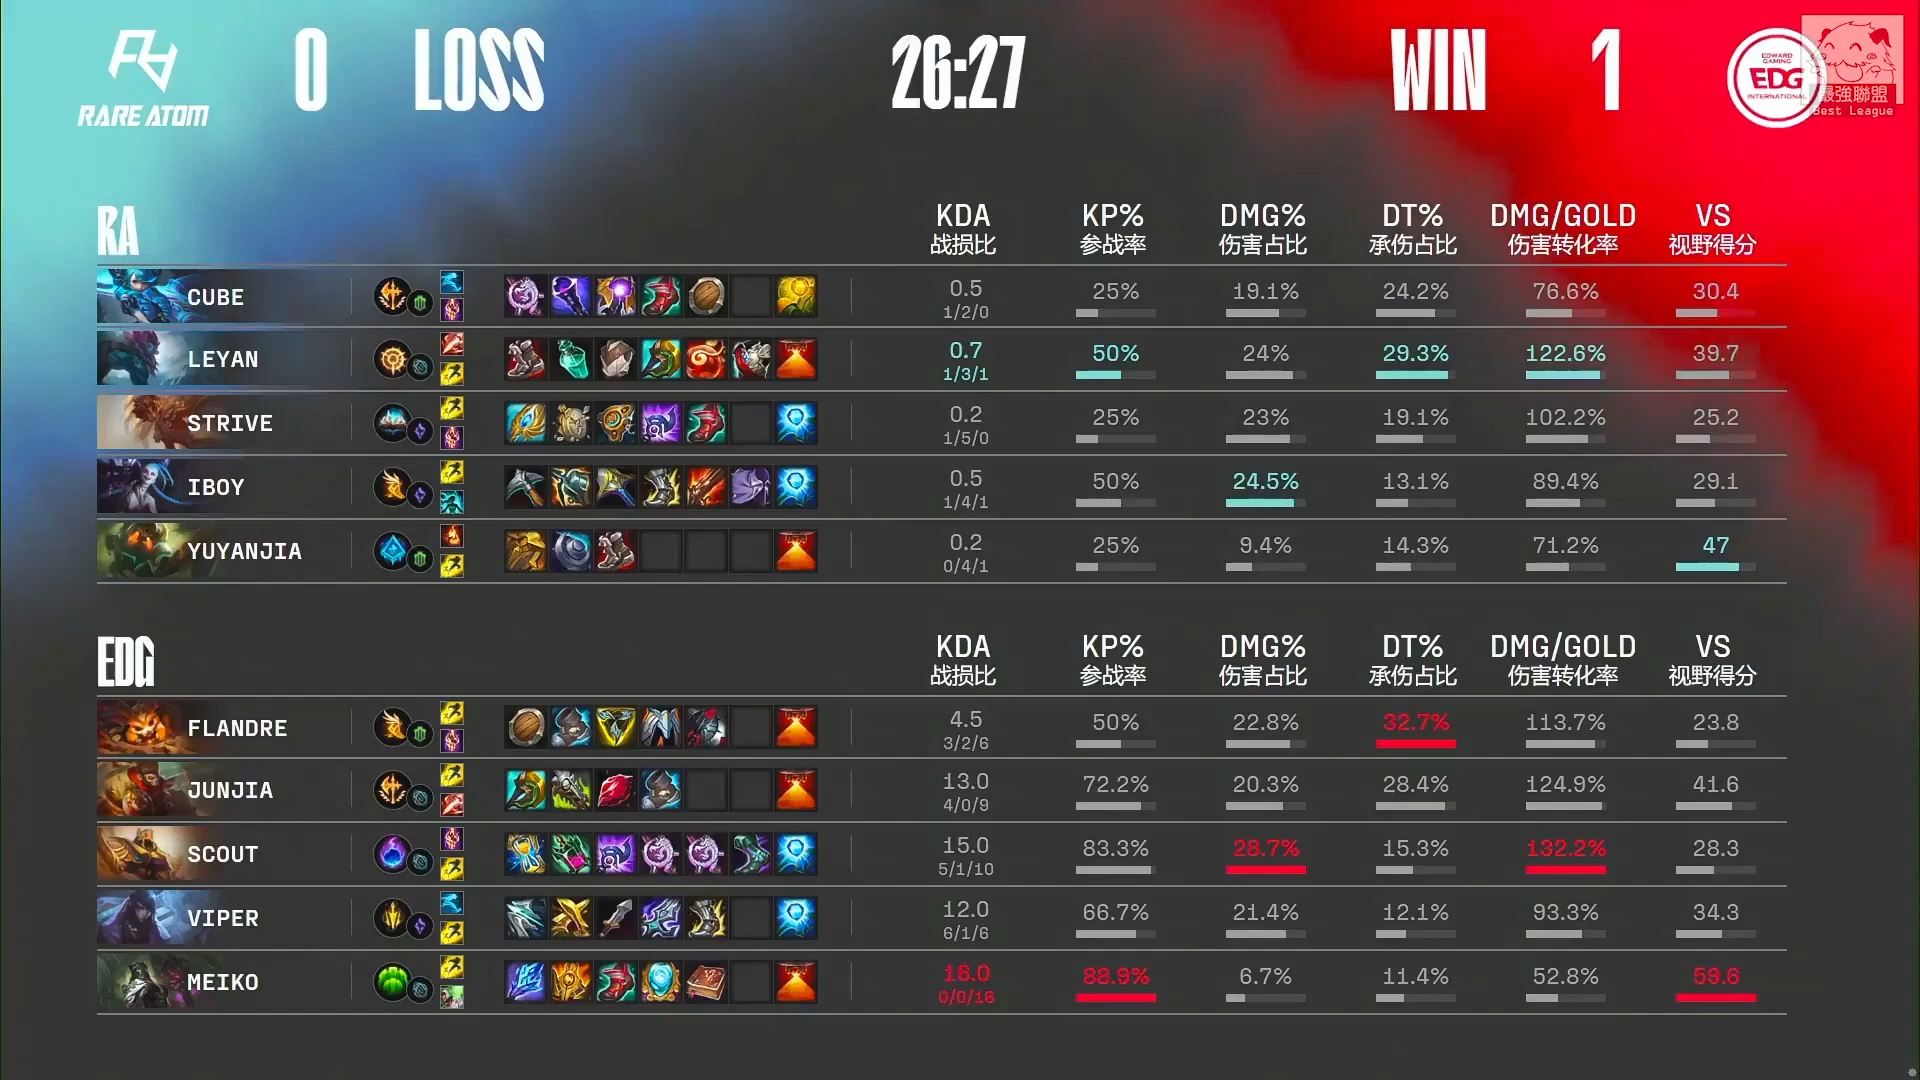 RARE ATOM
0 LOSS
26:27
WIN 1
EDWARD
GAMING
EDG
INTERNATIONAL
最強聯盟
Best League
RA
KDA KP% DMG% DT% DMG/GOLD VS
战损比 参战率 伤害占比 承伤占比 伤害转化率 视野得分
CUBE 0.5 25% 19.1% 24.2% 76.6% 30.4
1/2/0
LEYAN 0.7 50% 24% 29.3% 122.6% 39.7
1/3/1
STRIVE 0.2 25% 23% 19.1% 102.2% 25.2
1/5/0
IBOY 0.5 50% 24.5% 13.1% 89.4% 29.1
1/4/1
YUYANJIA 0.2 25% 9.4% 14.3% 71.2% 47
0/4/1
EDG
KDA KP% DMG% DT% DMG/GOLD VS
战损比 参战率 伤害占比 承伤占比 伤害转化率 视野得分
FLANDRE 4.5 50% 22.8% 32.7% 113.7% 23.8
3/2/6
JUNJIA 13.0 72.2% 20.3% 28.4% 124.9% 41.6
4/0/9
SCOUT 15.0 83.3% 28.7% 15.3% 132.2% 28.3
5/1/10
VIPER 12.0 66.7% 21.4% 12.1% 93.3% 34.3
6/1/6
MEIKO 16.0 88.9% 6.7% 11.4% 52.8% 59.6
0/0/16